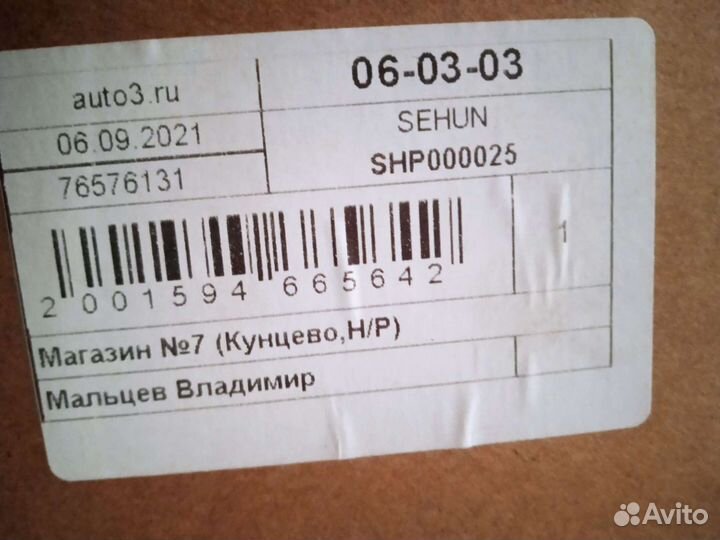 auto3.ru
06-03-03
06.09.2021
SEHUN
76576131
SHP000025
1
2 001594 665642
Магазин №7 (Кунцево,Н/Р)
Мальцев Владимир
Avito